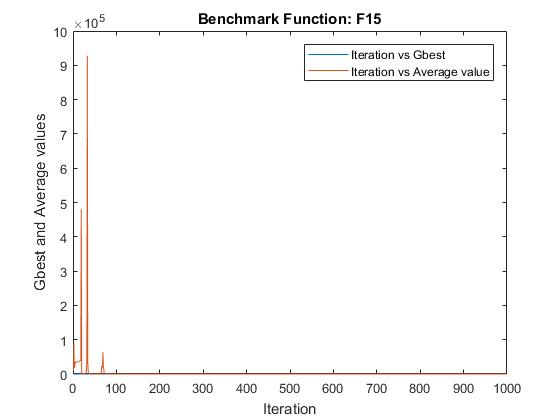 Benchmark Function: F15
×10^5
Iteration vs Gbest
Iteration vs Average value
Gbest and Average values
10
9
8
7
6
5
4
3
2
1
0
0 100 200 300 400 500 600 700 800 900 1000
Iteration